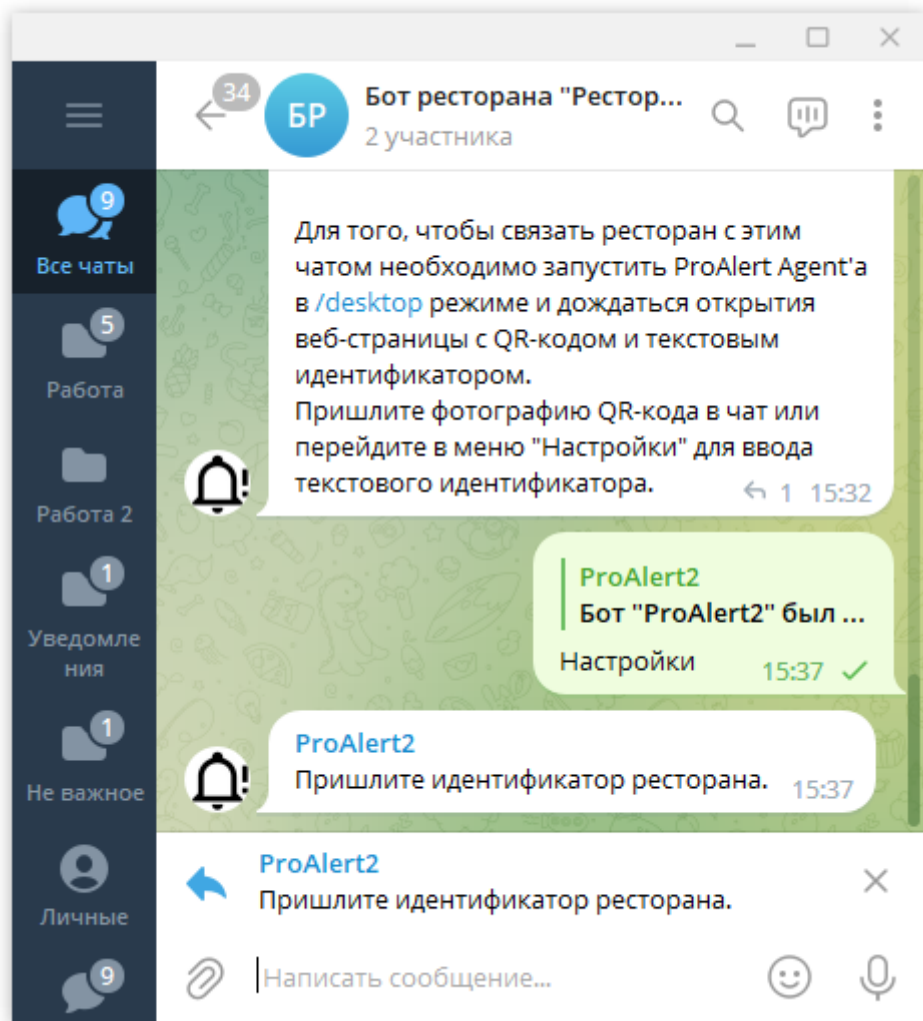 34
БР
Бот ресторана "Рестор...
2 участника
9
Все чаты
5
Работа
Работа 2
1
Уведомле
ния
1
Не важное
Личные
9
Для того, чтобы связать ресторан с этим
чатом необходимо запустить ProAlert Agent'а
в /desktop режиме и дождаться открытия
веб-страницы с QR-кодом и текстовым
идентификатором.
Пришлите фотографию QR-кода в чат или
перейдите в меню "Настройки" для ввода
текстового идентификатора.
1 15:32
ProAlert2
Бот "ProAlert2" был ...
Настройки 15:37
ProAlert2
Пришлите идентификатор ресторана. 15:37
ProAlert2
Пришлите идентификатор ресторана.
Написать сообщение...